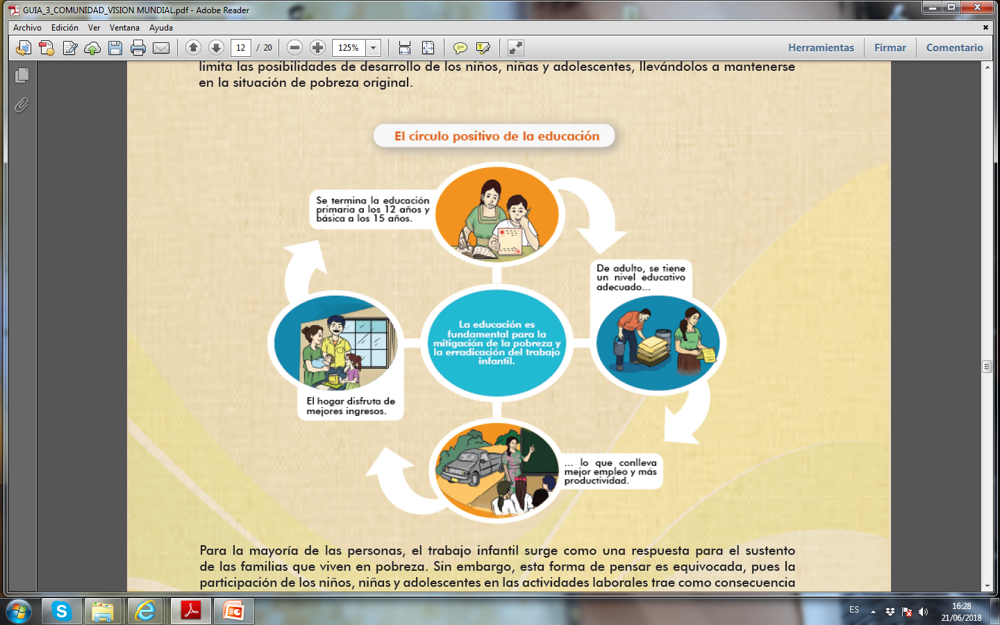 GUIA_3_COMUNIDAD_VISION MUNDIAL.pdf - Adobe Reader
Archivo Edición Ver Ventana Ayuda
12 / 20 125% Herramientas Firmar Comentario
limita las posibilidades de desarrollo de los niños, niñas y adolescentes, llevándolos a mantenerse
en la situación de pobreza original.
El círculo positivo de la educación
Se termina la educación
primaria a los 12 años y
básica a los 15 años.
De adulto, se tiene
un nivel educativo
adecuado...
La educación es
fundamental para la
mitigación de la pobreza y
la erradicación del trabajo
infantil.
El hogar disfruta de
mejores ingresos.
... lo que conlleva
mejor empleo y más
productividad.
Para la mayoría de las personas, el trabajo infantil surge como una respuesta para el sustento
de las familias que viven en pobreza. Sin embargo, esta forma de pensar es equivocada, pues la
participación de los niños, niñas y adolescentes en las actividades laborales trae como consecuencia
ES
16:28
21/06/2018